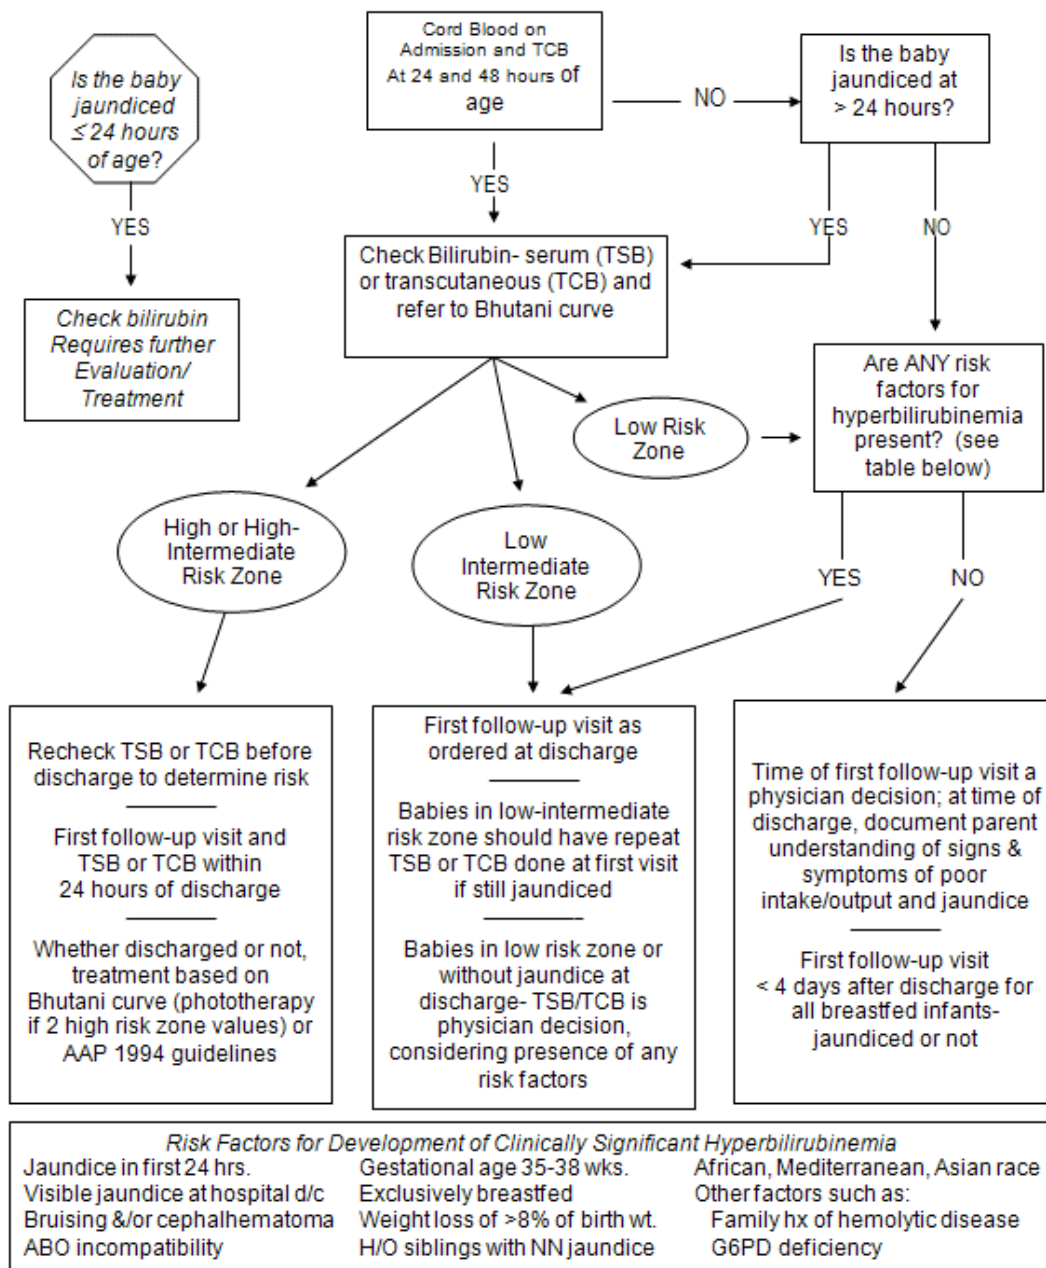 Is the baby
jaundiced
≤ 24 hours
of age?
YES
Check bilirubin
Requires further
Evaluation/
Treatment
Cord Blood on
Admission and TCB
At 24 and 48 hours of
age
NO
Is the baby
jaundiced at
> 24 hours?
YES
YES
NO
Check Bilirubin- serum (TSB)
or transcutaneous (TCB) and
refer to Bhutani curve
Are ANY risk
factors for
hyperbilirubinemia
present? (see
table below)
Low Risk
Zone
High or High-
Intermediate
Risk Zone
Low
Intermediate
Risk Zone
YES
NO
Recheck TSB or TCB before
discharge to determine risk
First follow-up visit and
TSB or TCB within
24 hours of discharge
Whether discharged or not,
treatment based on
Bhutani curve (phototherapy
if 2 high risk zone values) or
AAP 1994 guidelines
First follow-up visit as
ordered at discharge
Babies in low-intermediate
risk zone should have repeat
TSB or TCB done at first visit
if still jaundiced
Babies in low risk zone or
without jaundice at
discharge- TSB/TCB is
physician decision,
considering presence of any
risk factors
Time of first follow-up visit a
physician decision; at time of
discharge, document parent
understanding of signs &
symptoms of poor
intake/output and jaundice
First follow-up visit
< 4 days after discharge for
all breastfed infants-
jaundiced or not
Risk Factors for Development of Clinically Significant Hyperbilirubinemia
Jaundice in first 24 hrs.
Visible jaundice at hospital d/c
Bruising &/or cephalhematoma
ABO incompatibility
Gestational age 35-38 wks.
Exclusively breastfed
Weight loss of >8% of birth wt.
H/O siblings with NN jaundice
African, Mediterranean, Asian race
Other factors such as:
Family hx of hemolytic disease
G6PD deficiency